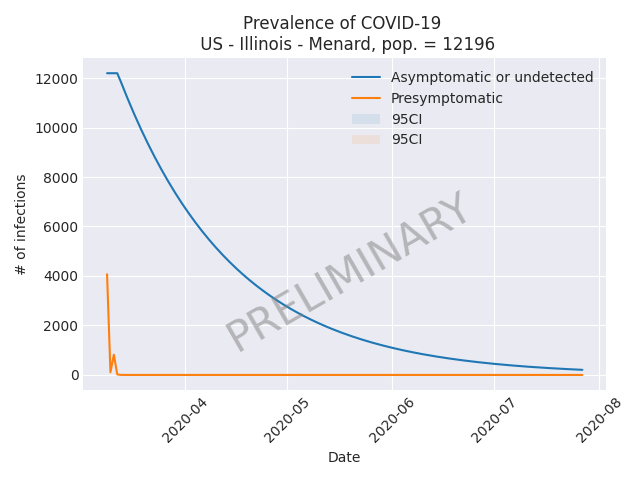 Prevalence of COVID-19
US - Illinois - Menard, pop. = 12196
Asymptomatic or undetected
Presymptomatic
95CI
95CI
PRELIMINARY
# of infections
12000
10000
8000
6000
4000
2000
0
2020-04
2020-05
2020-06
2020-07
2020-08
Date